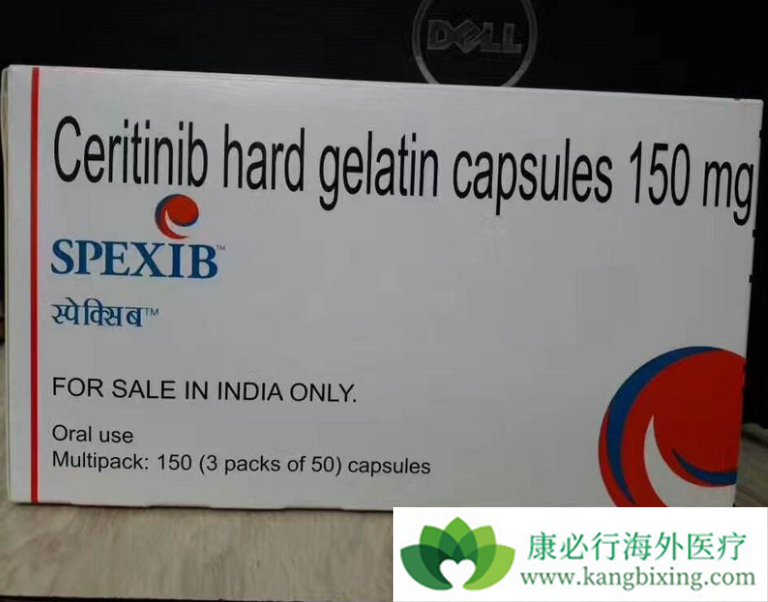 DELL
Ceritinib hard gelatin capsules 150 mg
SPEXIB™
स्पेक्सिब™
FOR SALE IN INDIA ONLY.
Oral use
Multipack: 150 (3 packs of 50) capsules
康必行海外医疗
www.kangbixing.com